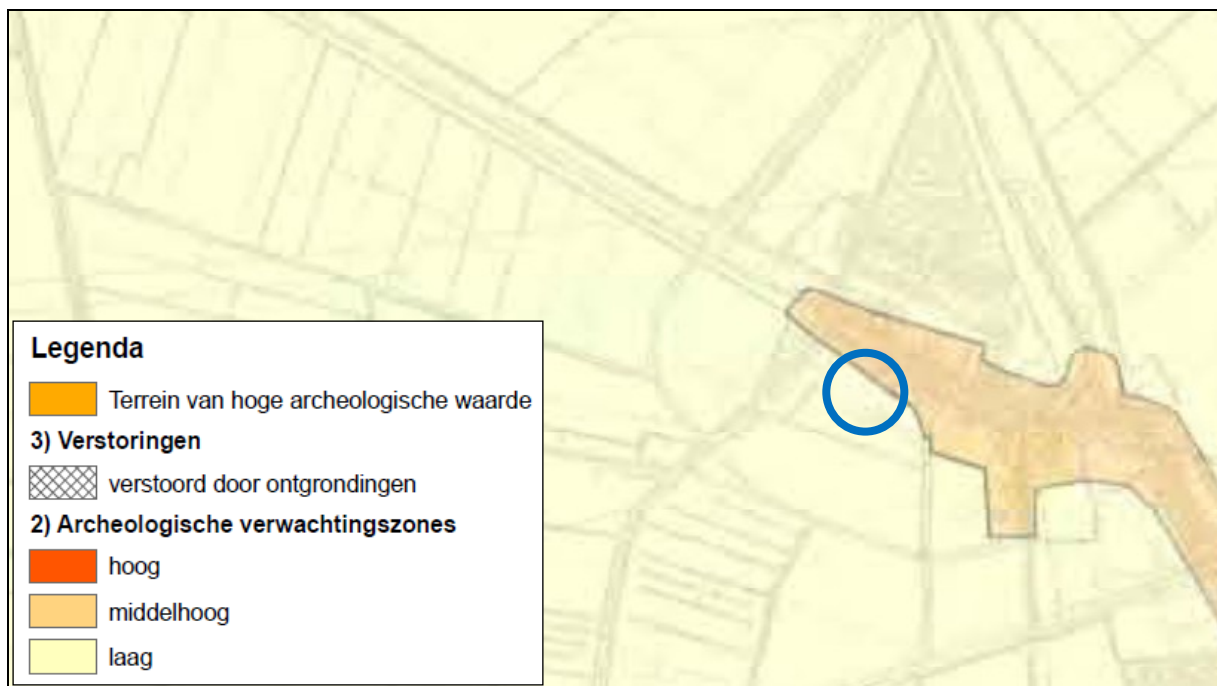 Legenda
Terrein van hoge archeologische waarde
3) Verstoringen
verstoord door ontgrondingen
2) Archeologische verwachtingszones
hoog
middelhoog
laag